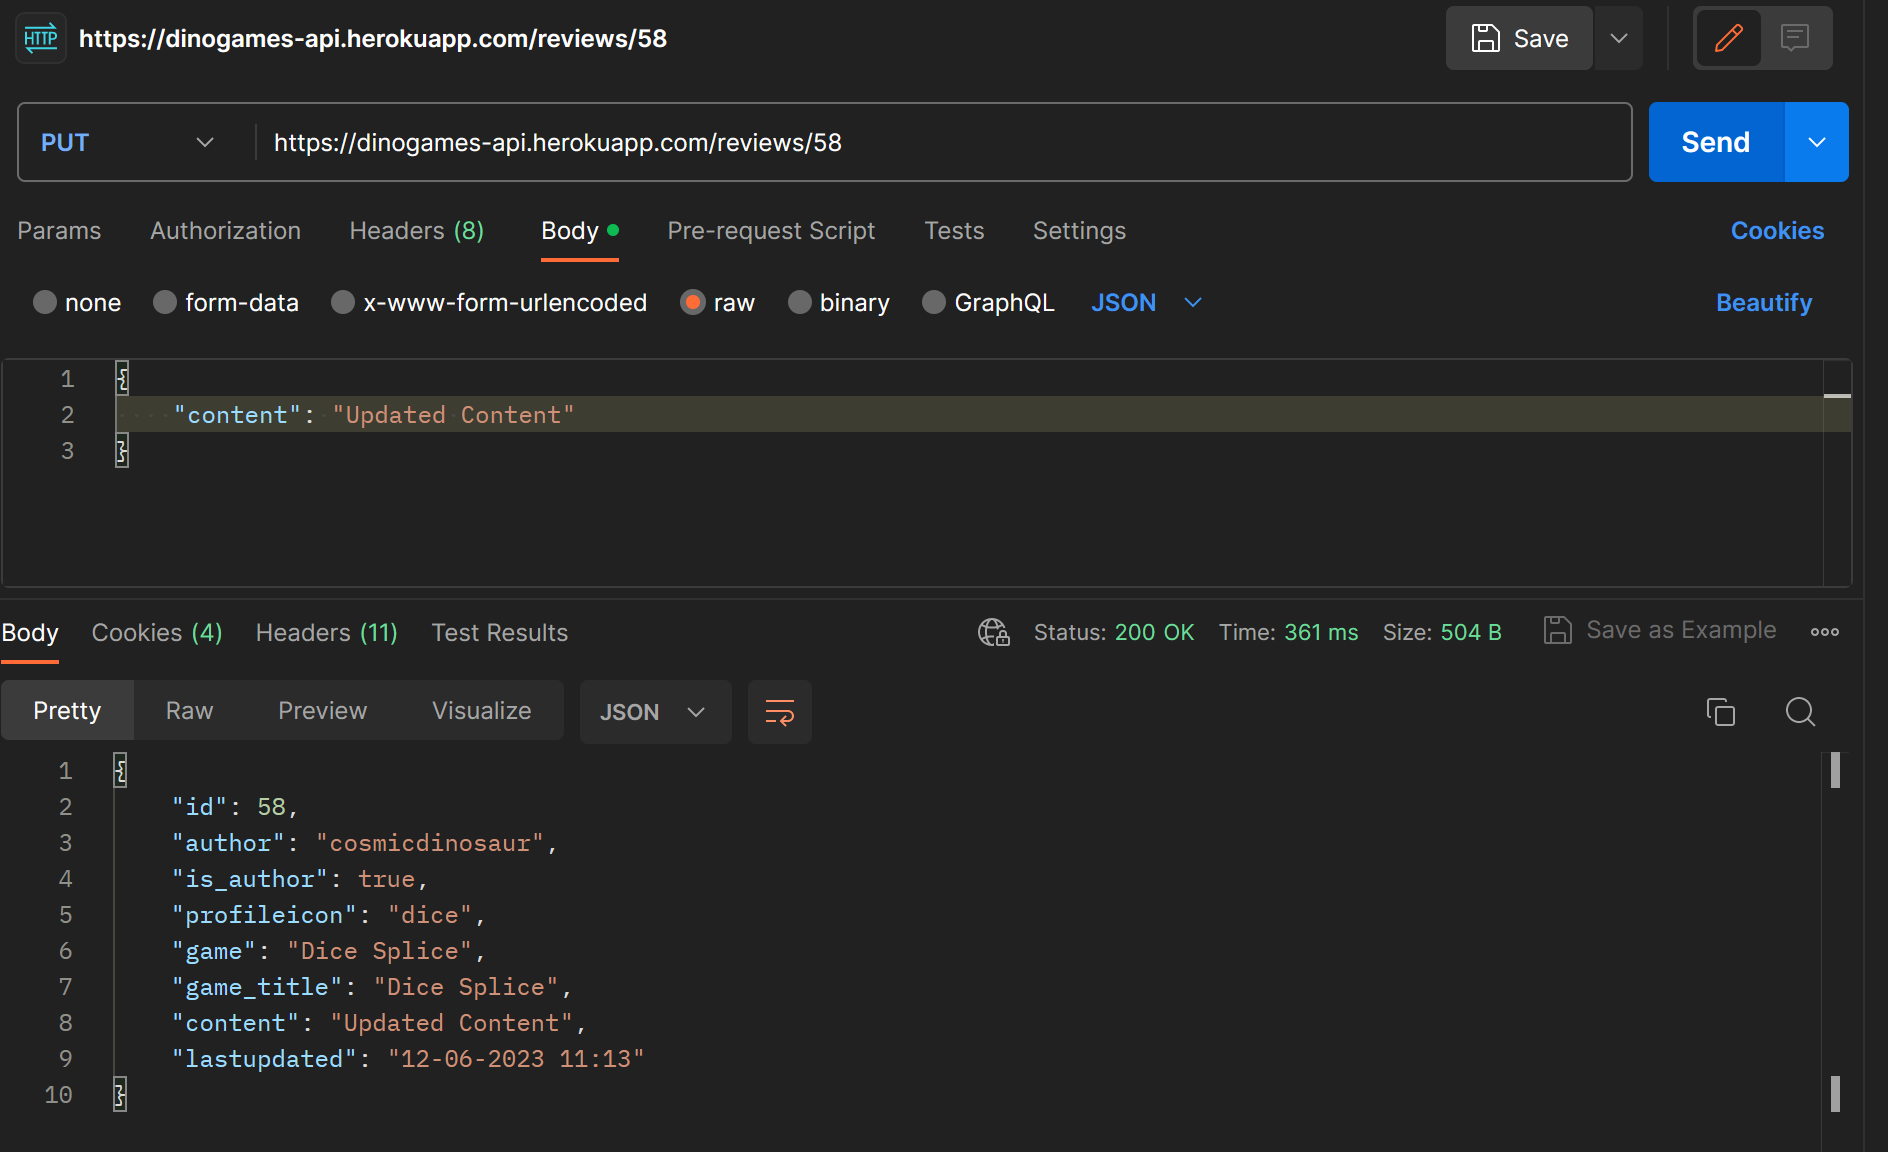 HTTP https://dinogames-api.herokuapp.com/reviews/58 Save
PUT https://dinogames-api.herokuapp.com/reviews/58 Send
Params Authorization Headers (8) Body Pre-request Script Tests Settings Cookies
none form-data x-www-form-urlencoded raw binary GraphQL JSON Beautify
1 {
2 "content": "Updated Content"
3 }
Body Cookies (4) Headers (11) Test Results Status: 200 OK Time: 361 ms Size: 504 B Save as Example
Pretty Raw Preview Visualize JSON
1 {
2 "id": 58,
3 "author": "cosmicdinosaur",
4 "is_author": true,
5 "profileicon": "dice",
6 "game": "Dice Splice",
7 "game_title": "Dice Splice",
8 "content": "Updated Content",
9 "lastupdated": "12-06-2023 11:13"
10 }